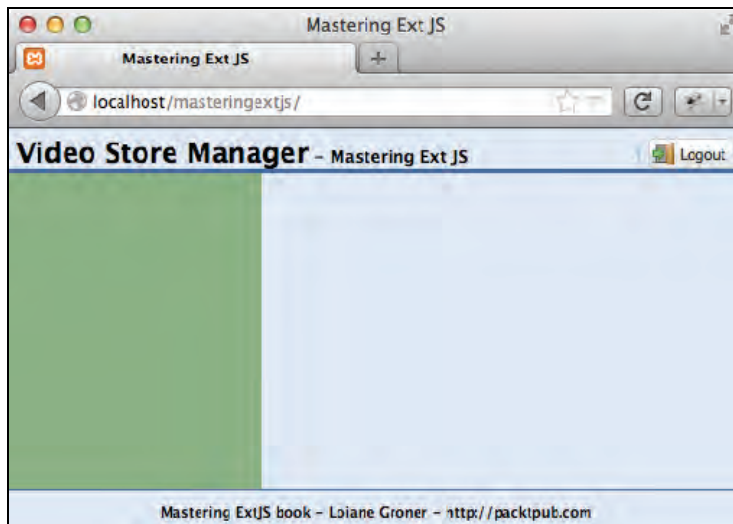 Mastering Ext JS
Mastering Ext JS
localhost/masteringextjs/
Video Store Manager - Mastering Ext JS
Logout
Mastering ExtJS book - Loiane Groner - http://packtpub.com